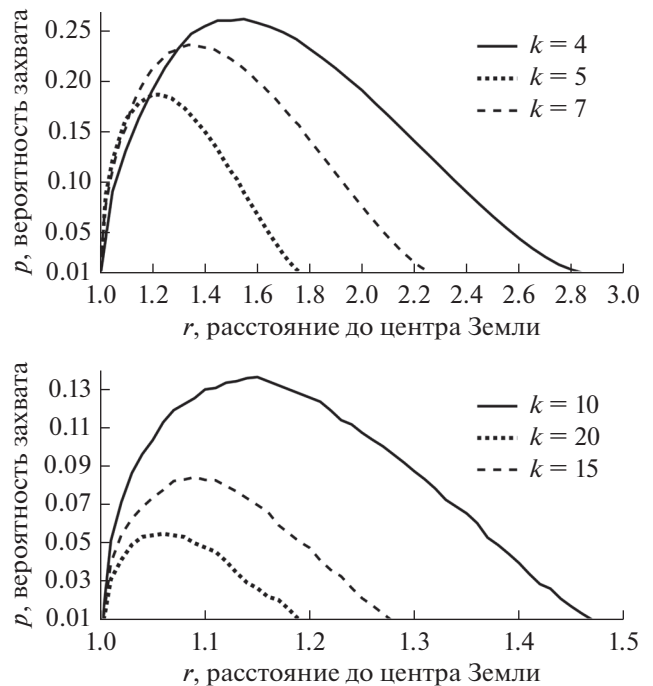 0.25
0.20
0.15
0.10
0.05
0.01
p, вероятность захвата
k = 4
k = 5
k = 7
1.0 1.2 1.4 1.6 1.8 2.0 2.2 2.4 2.6 2.8 3.0
r, расстояние до центра Земли
0.13
0.11
0.09
0.07
0.05
0.03
0.01
p, вероятность захвата
k = 10
k = 20
k = 15
1.0 1.1 1.2 1.3 1.4 1.5
r, расстояние до центра Земли